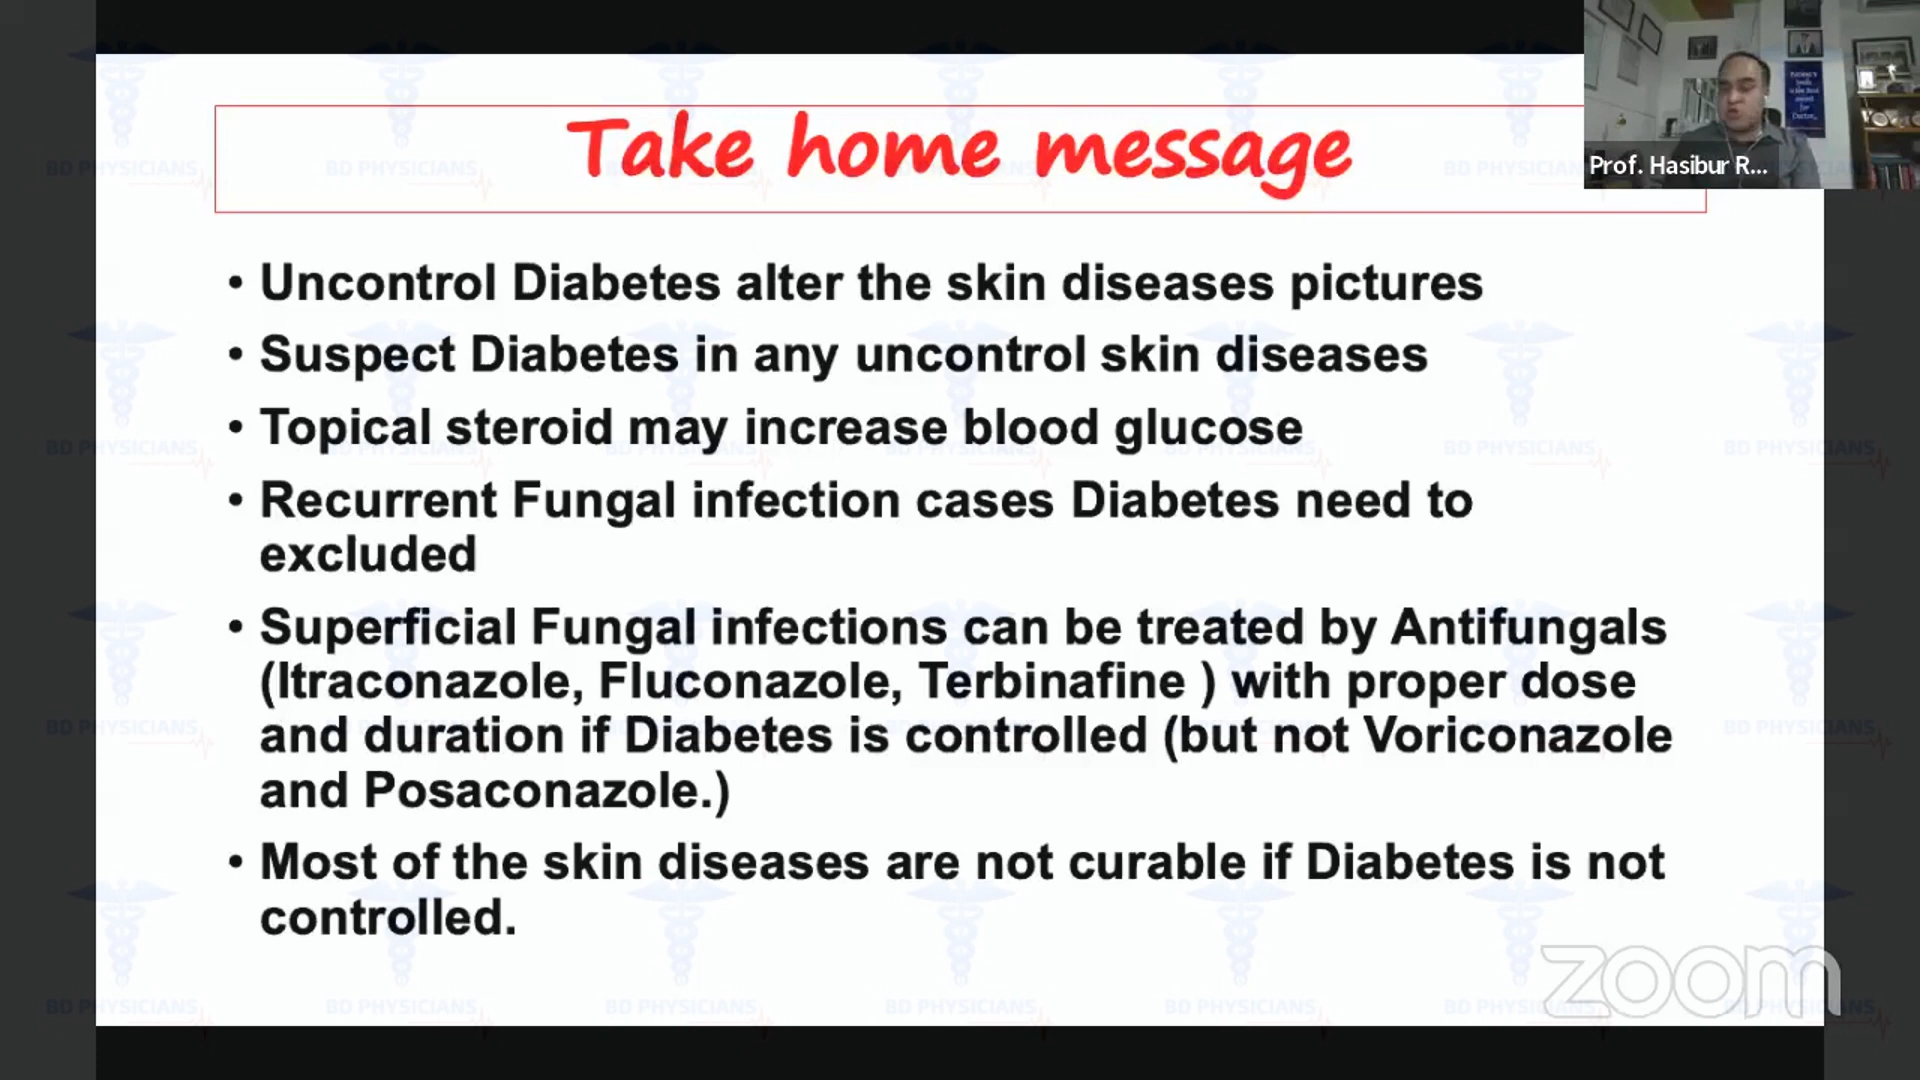 Take home message
Prof. Hasibur R...
• Uncontrol Diabetes alter the skin diseases pictures
• Suspect Diabetes in any uncontrol skin diseases
• Topical steroid may increase blood glucose
• Recurrent Fungal infection cases Diabetes need to
excluded
• Superficial Fungal infections can be treated by Antifungals
(Itraconazole, Fluconazole, Terbinafine ) with proper dose
and duration if Diabetes is controlled (but not Voriconazole
and Posaconazole.)
• Most of the skin diseases are not curable if Diabetes is not
controlled.
zoom
BD PHYSICIANS